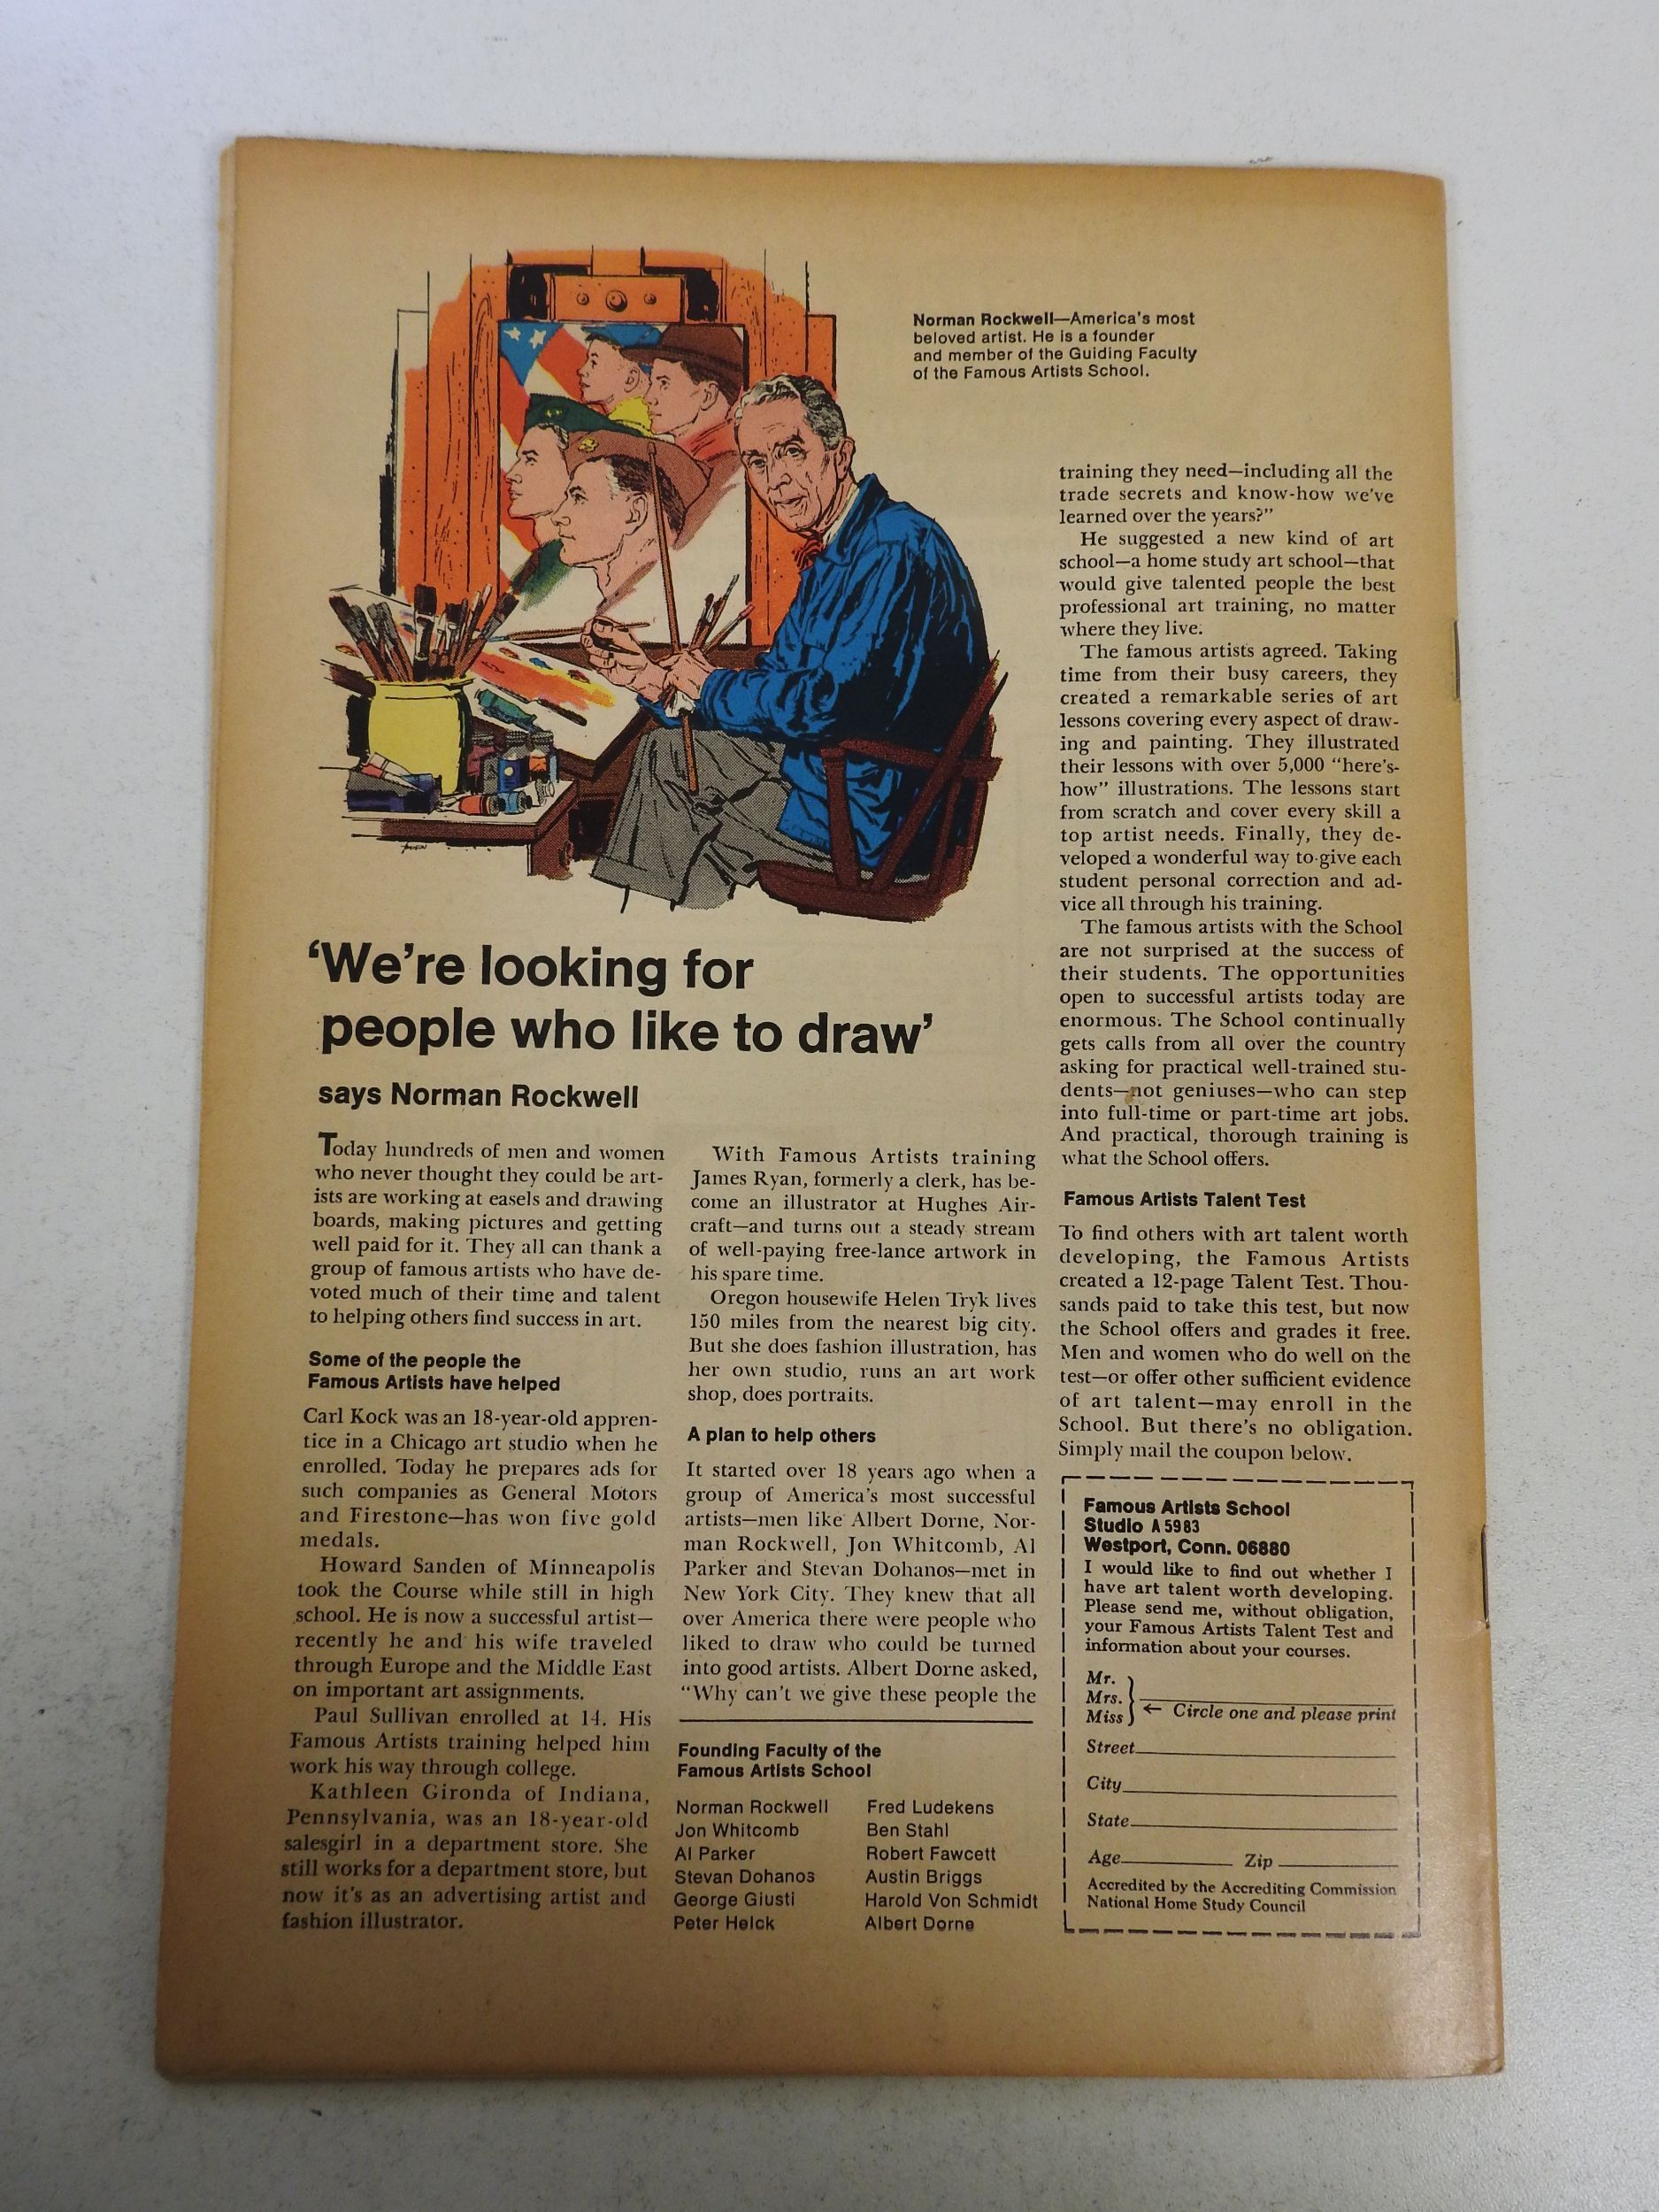 Norman Rockwell—America's most
beloved artist. He is a founder
and member of the Guiding Faculty
of the Famous Artists School.
'We're looking for
people who like to draw'
says Norman Rockwell
Today hundreds of men and women
who never thought they could be art-
ists are working at easels and drawing
boards, making pictures and getting
well paid for it. They all can thank a
group of famous artists who have de-
voted much of their time and talent
to helping others find success in art.
Some of the people the
Famous Artists have helped
Carl Kock was an 18-year-old appren-
tice in a Chicago art studio when he
enrolled. Today he prepares ads for
such companies as General Motors
and Firestone—has won five gold
medals.
Howard Sanden of Minneapolis
took the Course while still in high
school. He is now a successful artist—
recently he and his wife traveled
through Europe and the Middle East
on important art assignments.
Paul Sullivan enrolled at 14. His
Famous Artists training helped him
work his way through college.
Kathleen Gironda of Indiana,
Pennsylvania, was an 18-year-old
salesgirl in a department store. She
still works for a department store, but
now it's as an advertising artist and
fashion illustrator.
With Famous Artists training
James Ryan, formerly a clerk, has be-
come an illustrator at Hughes Air-
craft—and turns out a steady stream
of well-paying free-lance artwork in
his spare time.
Oregon housewife Helen Tryk lives
150 miles from the nearest big city.
But she does fashion illustration, has
her own studio, runs an art work
shop, does portraits.
A plan to help others
It started over 18 years ago when a
group of America's most successful
artists—men like Albert Dorne, Nor-
man Rockwell, Jon Whitcomb, Al
Parker and Stevan Dohanos—met in
New York City. They knew that all
over America there were people who
liked to draw who could be turned
into good artists. Albert Dorne asked,
"Why can't we give these people the
Founding Faculty of the
Famous Artists School
Norman Rockwell
Jon Whitcomb
Al Parker
Stevan Dohanos
George Giusti
Peter Helck
Fred Ludekens
Ben Stahl
Robert Fawcett
Austin Briggs
Harold Von Schmidt
Albert Dorne
training they need—including all the
trade secrets and know-how we've
learned over the years?"
He suggested a new kind of art
school—a home study art school—that
would give talented people the best
professional art training, no matter
where they live.
The famous artists agreed. Taking
time from their busy careers, they
created a remarkable series of art
lessons covering every aspect of draw-
ing and painting. They illustrated
their lessons with over 5,000 "here's-
how" illustrations. The lessons start
from scratch and cover every skill a
top artist needs. Finally, they de-
veloped a wonderful way to give each
student personal correction and ad-
vice all through his training.
The famous artists with the School
are not surprised at the success of
their students. The opportunities
open to successful artists today are
enormous. The School continually
gets calls from all over the country
asking for practical well-trained stu-
dents—not geniuses—who can step
into full-time or part-time art jobs.
And practical, thorough training is
what the School offers.
Famous Artists Talent Test
To find others with art talent worth
developing, the Famous Artists
created a 12-page Talent Test. Thou-
sands paid to take this test, but now
the School offers and grades it free.
Men and women who do well on the
test—or offer other sufficient evidence
of art talent—may enroll in the
School. But there's no obligation.
Simply mail the coupon below.
Famous Artists School
Studio A5983
Westport, Conn. 06880
I would like to find out whether I
have art talent worth developing.
Please send me, without obligation,
your Famous Artists Talent Test and
information about your courses.
Mr.
Mrs.
Miss
← Circle one and please print
Street
City
State
Age Zip
Accredited by the Accrediting Commission
National Home Study Council